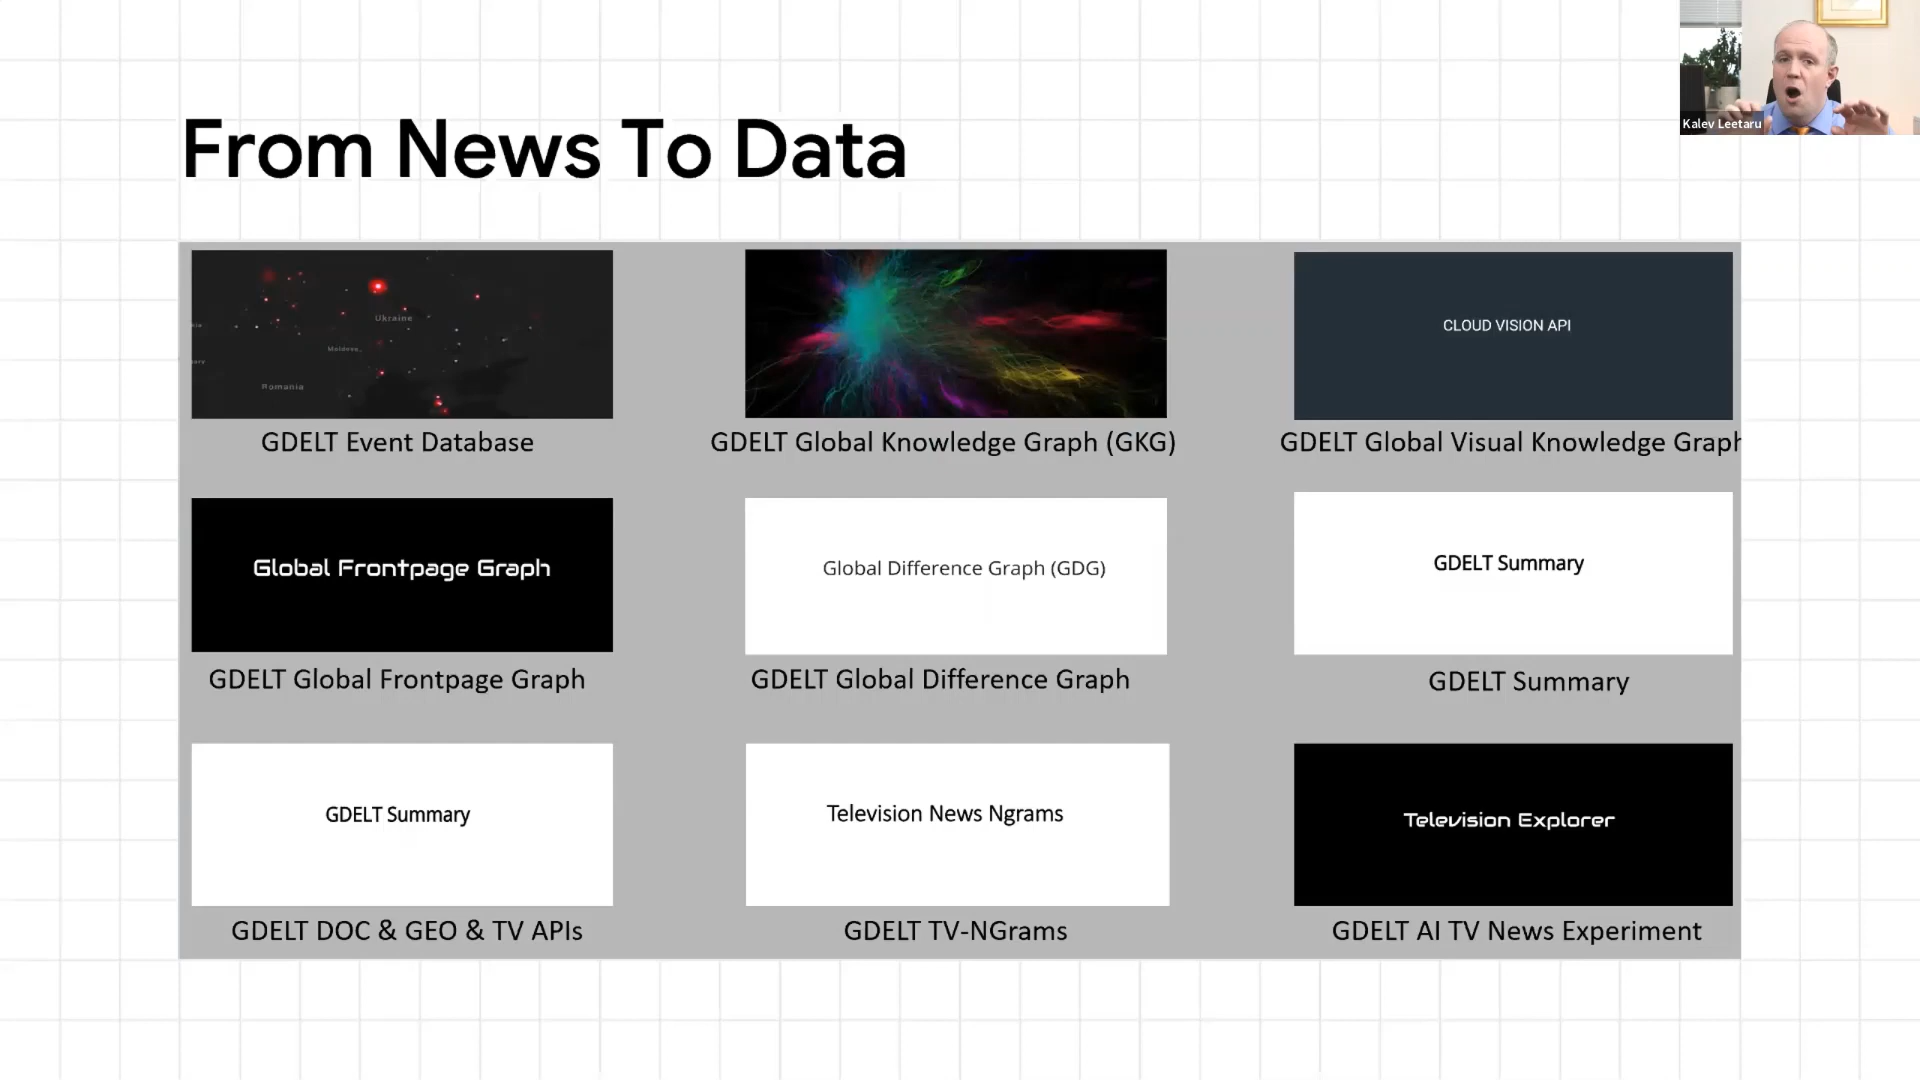 Kalev Leetaru
From News To Data
Ukraine
Moldova
Romania
CLOUD VISION API
GDELT Event Database
GDELT Global Knowledge Graph (GKG)
GDELT Global Visual Knowledge Graph
Global Frontpage Graph
Global Difference Graph (GDG)
GDELT Summary
GDELT Global Frontpage Graph
GDELT Global Difference Graph
GDELT Summary
GDELT Summary
Television News Ngrams
Television Explorer
GDELT DOC & GEO & TV APIs
GDELT TV-NGrams
GDELT AI TV News Experiment